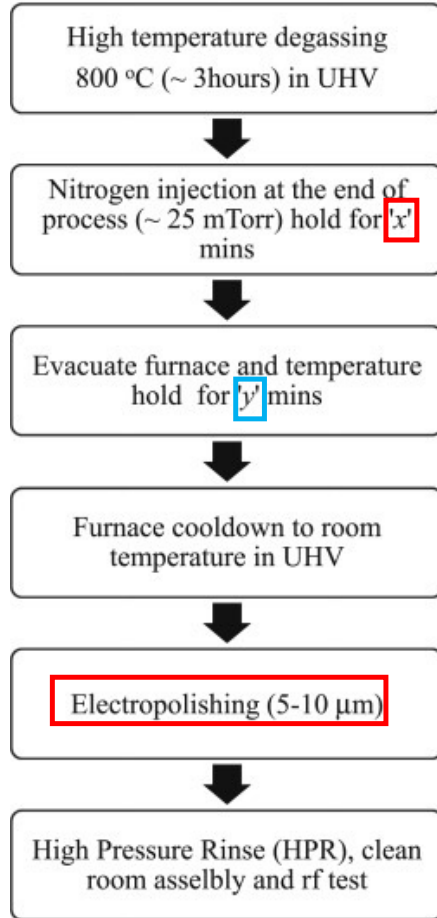 High temperature degassing
800 ºC (~ 3hours) in UHV
Nitrogen injection at the end of
process (~ 25 mTorr) hold for 'x'
mins
Evacuate furnace and temperature
hold for 'y' mins
Furnace cooldown to room
temperature in UHV
Electropolishing (5-10 μm)
High Pressure Rinse (HPR), clean
room asselbly and rf test